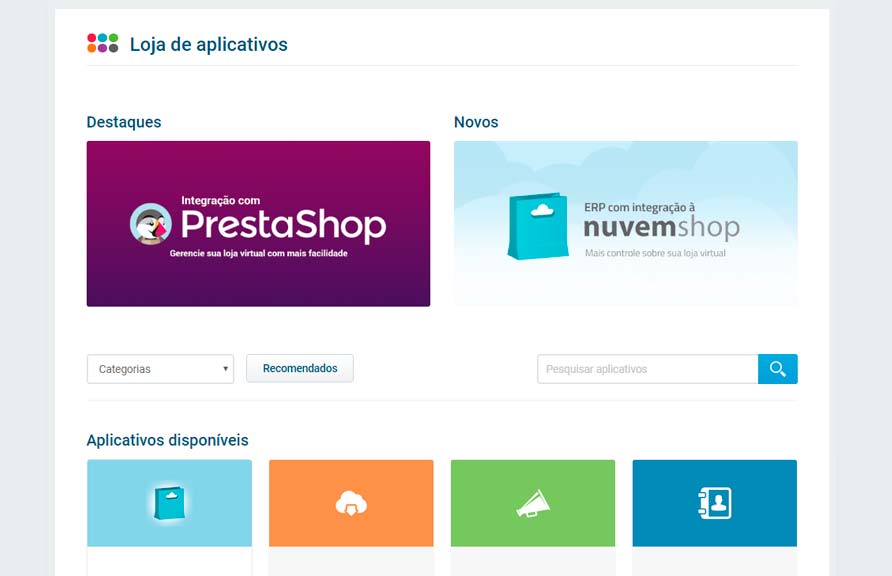 Loja de aplicativos
Destaques
Novos
Integração com
PrestaShop
Gerencie sua loja virtual com mais facilidade
ERP com integração à
nuvemshop
Mais controle sobre sua loja virtual
Categorias
Recomendados
Pesquisar aplicativos
Aplicativos disponíveis